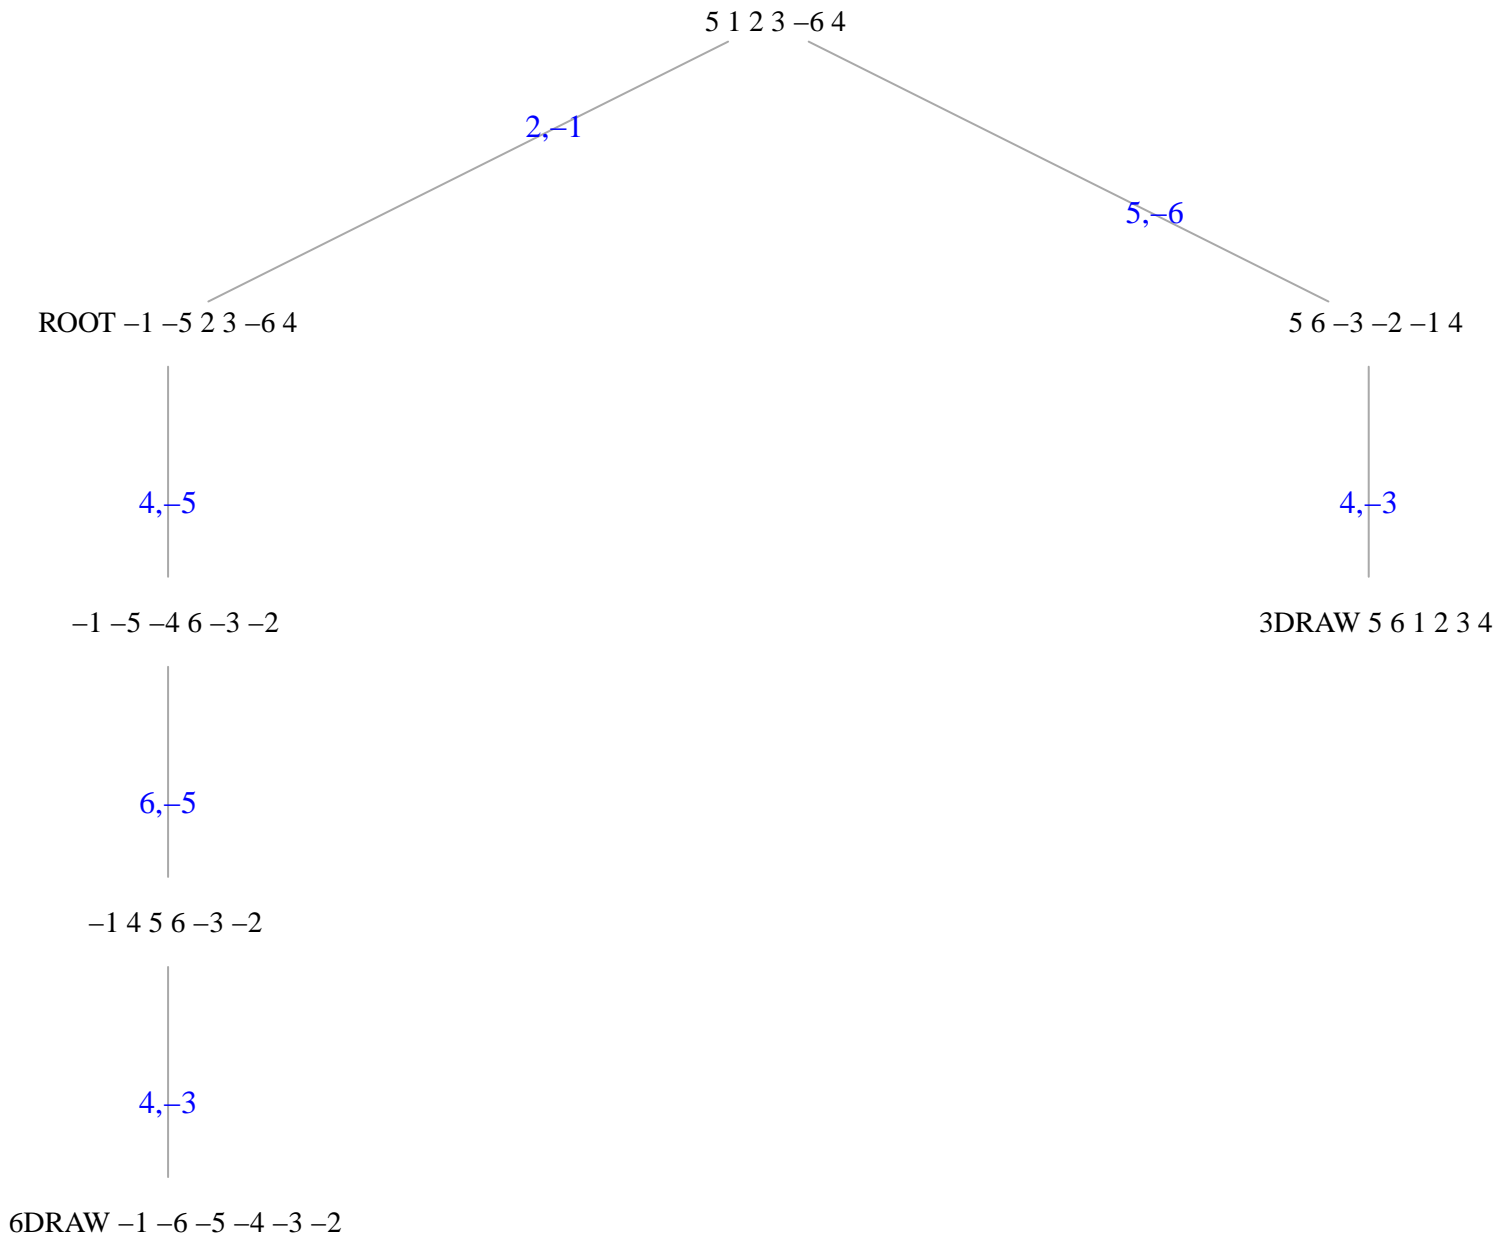 5 1 2 3 –6 4
2,–1
5,–6
ROOT –1 –5 2 3 –6 4
5 6 –3 –2 –1 4
4,–5
4,–3
–1 –5 –4 6 –3 –2
3DRAW 5 6 1 2 3 4
6,–5
–1 4 5 6 –3 –2
4,–3
6DRAW –1 –6 –5 –4 –3 –2